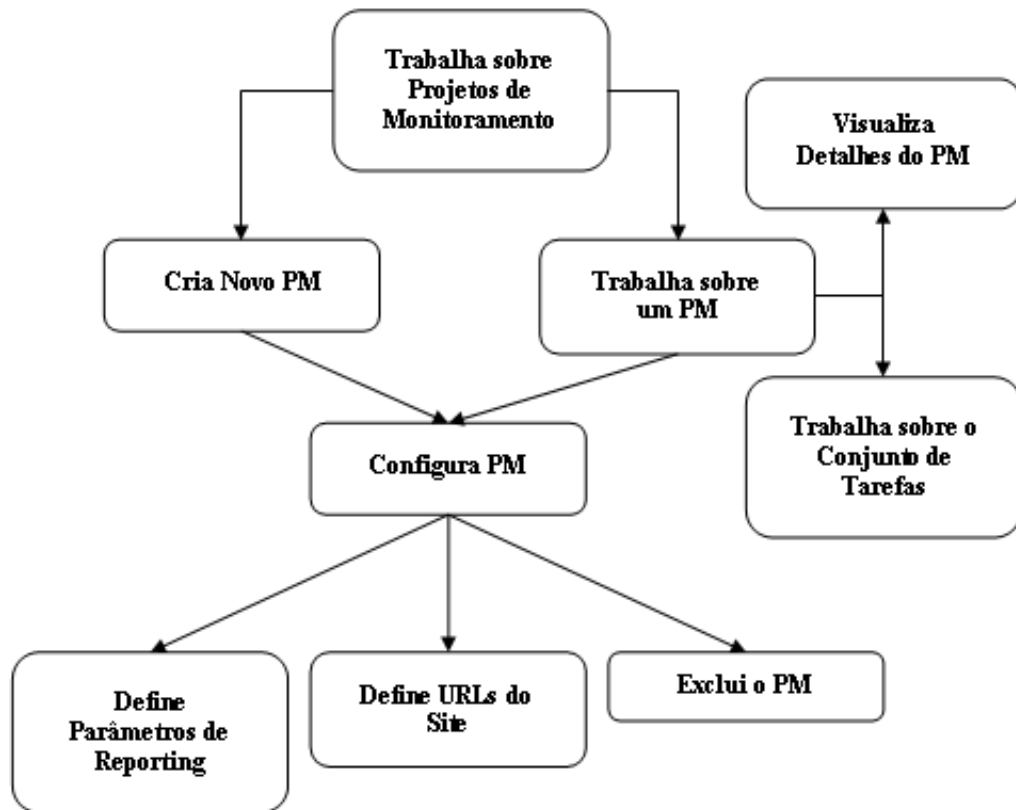 Trabalha sobre
Projetos de
Monitoramento
Visualiza
Detalhes do PM
Cria Novo PM
Trabalha sobre
um PM
Configura PM
Trabalha sobre o
Conjunto de
Tarefas
Define
Parâmetros de
Reporting
Define URLs do
Site
Exclui o PM